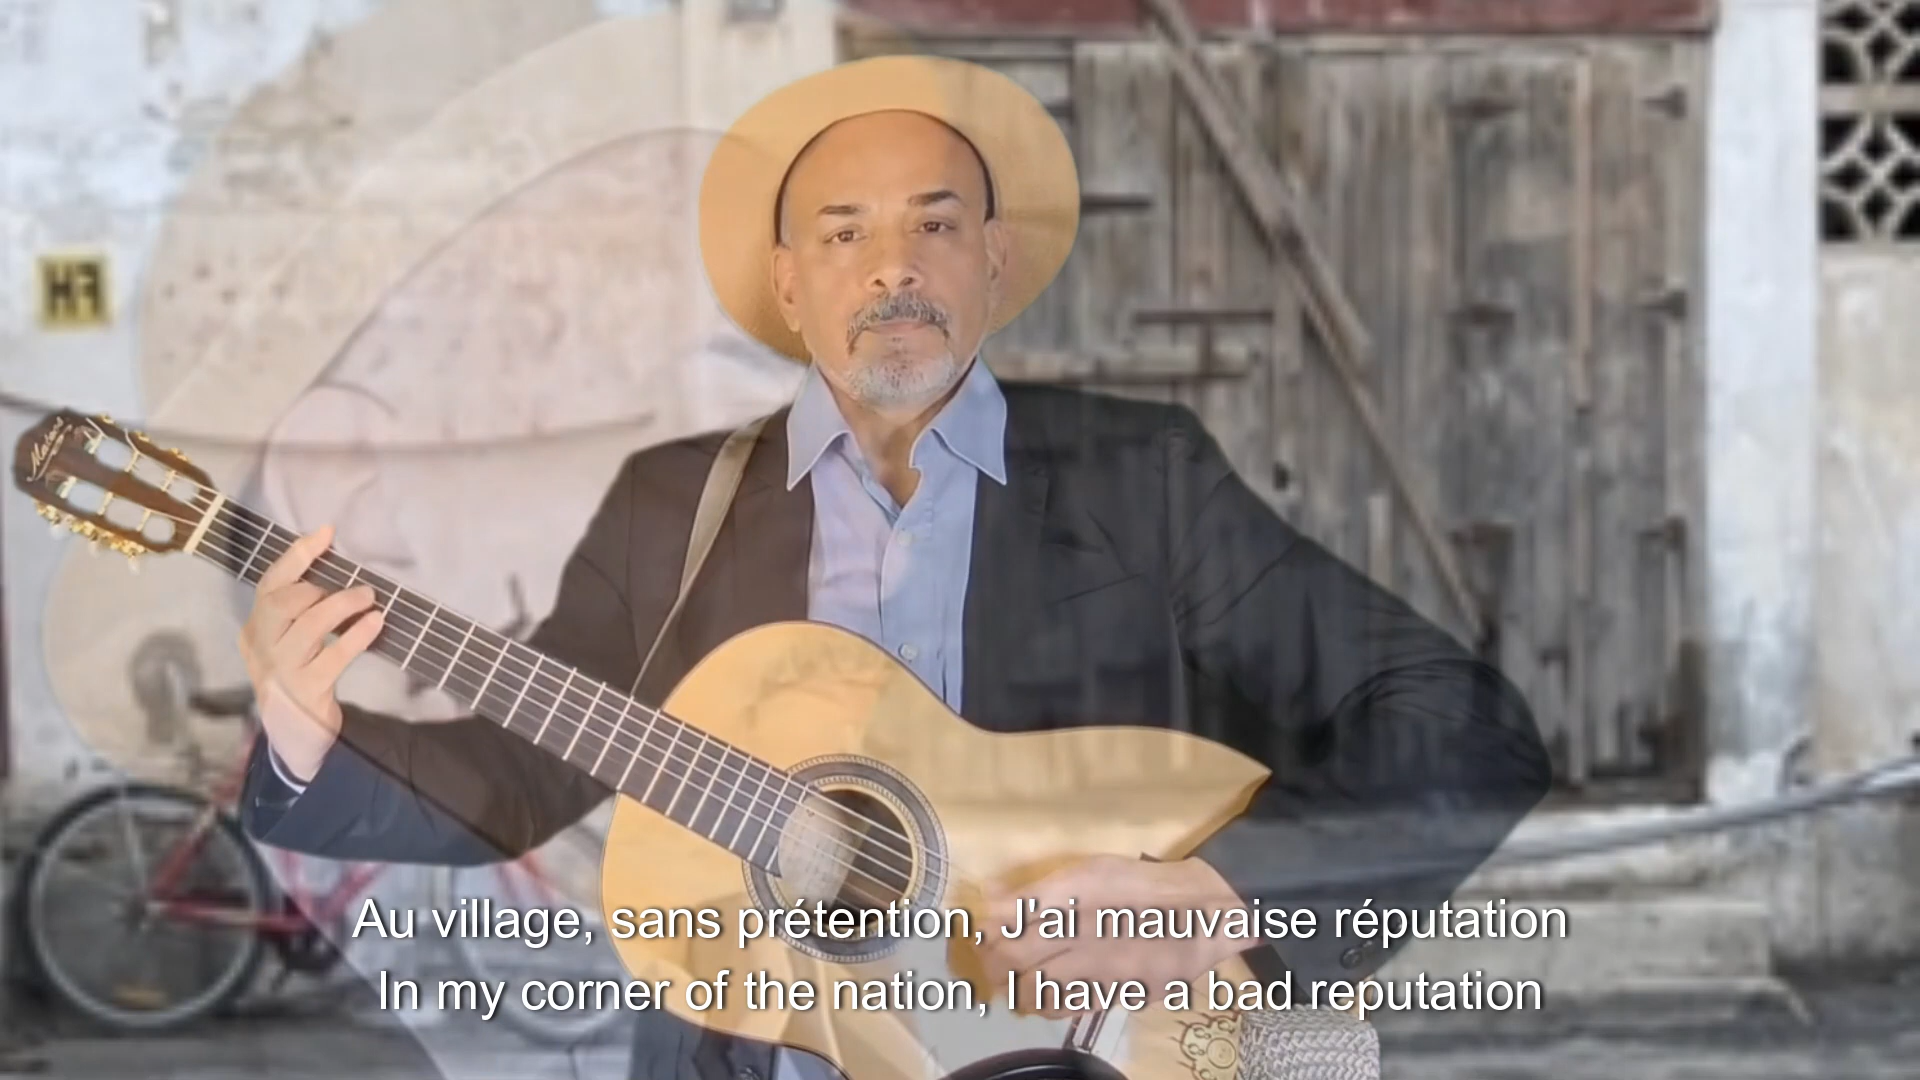 Au village, sans prétention, J'ai mauvaise réputation
In my corner of the nation, I have a bad reputation